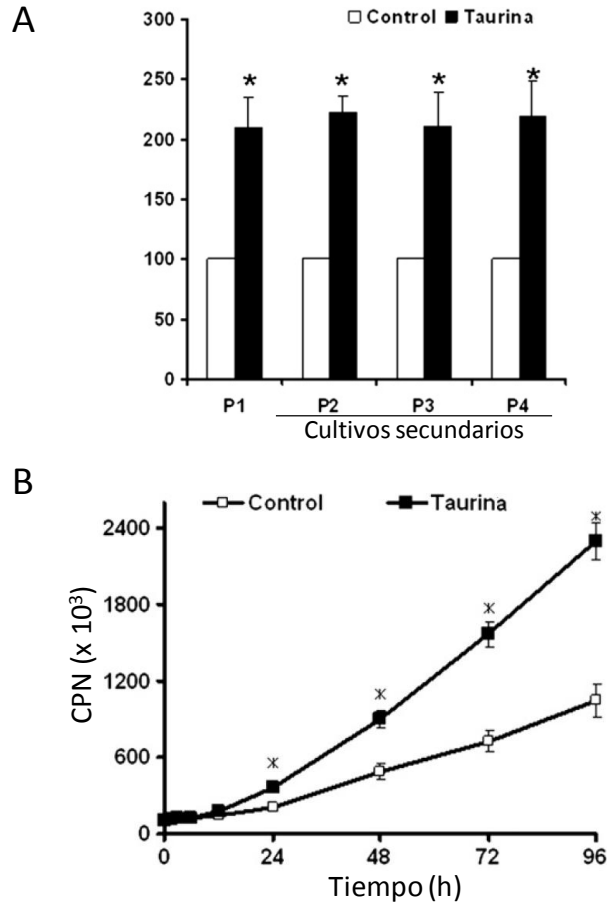 A
Control Taurina
300
250
200
150
100
50
0
* * * *
P1 P2 P3 P4
Cultivos secundarios
B
Control Taurina
CPN (x 10³)
2400
1800
1200
600
0
* * * *
0 24 48 72 96
Tiempo (h)